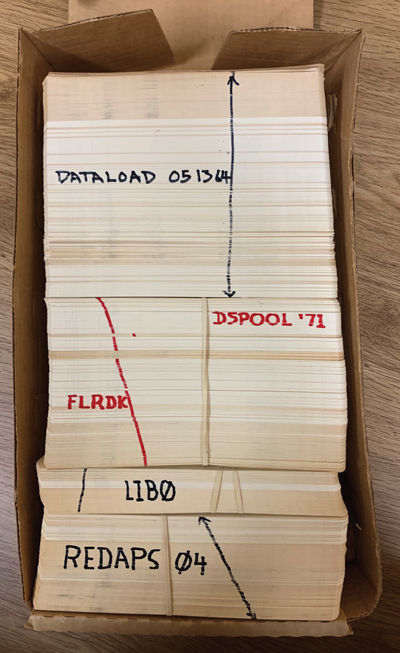 DATALOAD 051364
DSPOOL '71
FLRDK
LIBØ
REDAPS Ø4